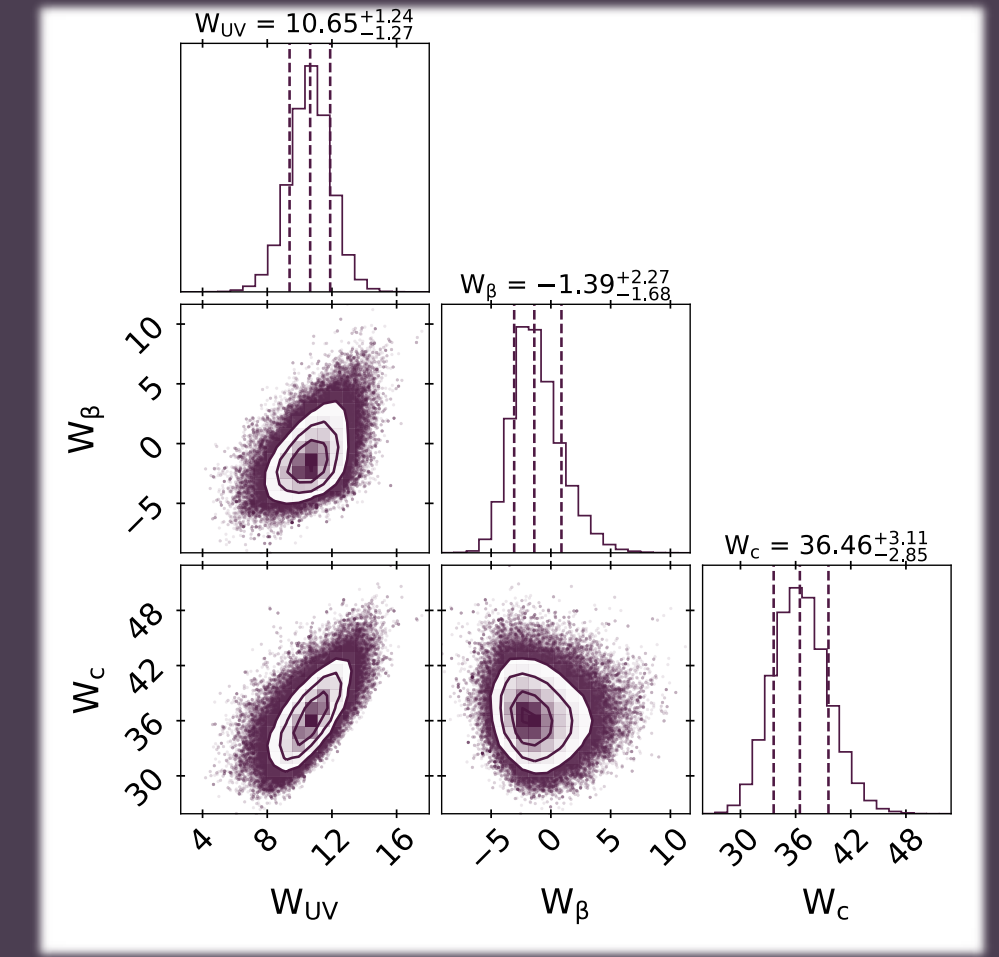 W_UV = 10.65^{+1.24}_{-1.27}
W_β = −1.39^{+2.27}_{-1.68}
10
5
0
−5
W_β
W_c = 36.46^{+3.11}_{-2.85}
48
42
36
30
W_c
4 8 12 16
−5 0 5 10
30 36 42 48
W_UV
W_β
W_c